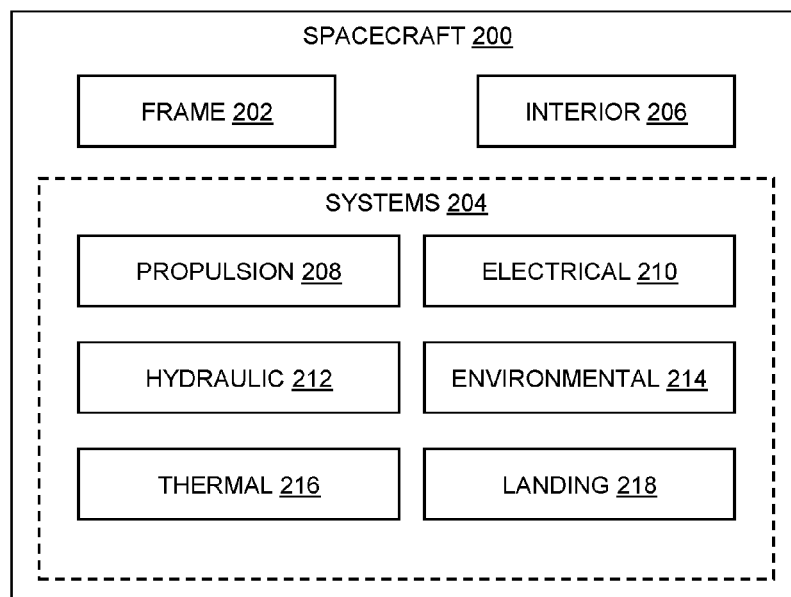 SPACECRAFT 200
FRAME 202
INTERIOR 206
SYSTEMS 204
PROPULSION 208
ELECTRICAL 210
HYDRAULIC 212
ENVIRONMENTAL 214
THERMAL 216
LANDING 218